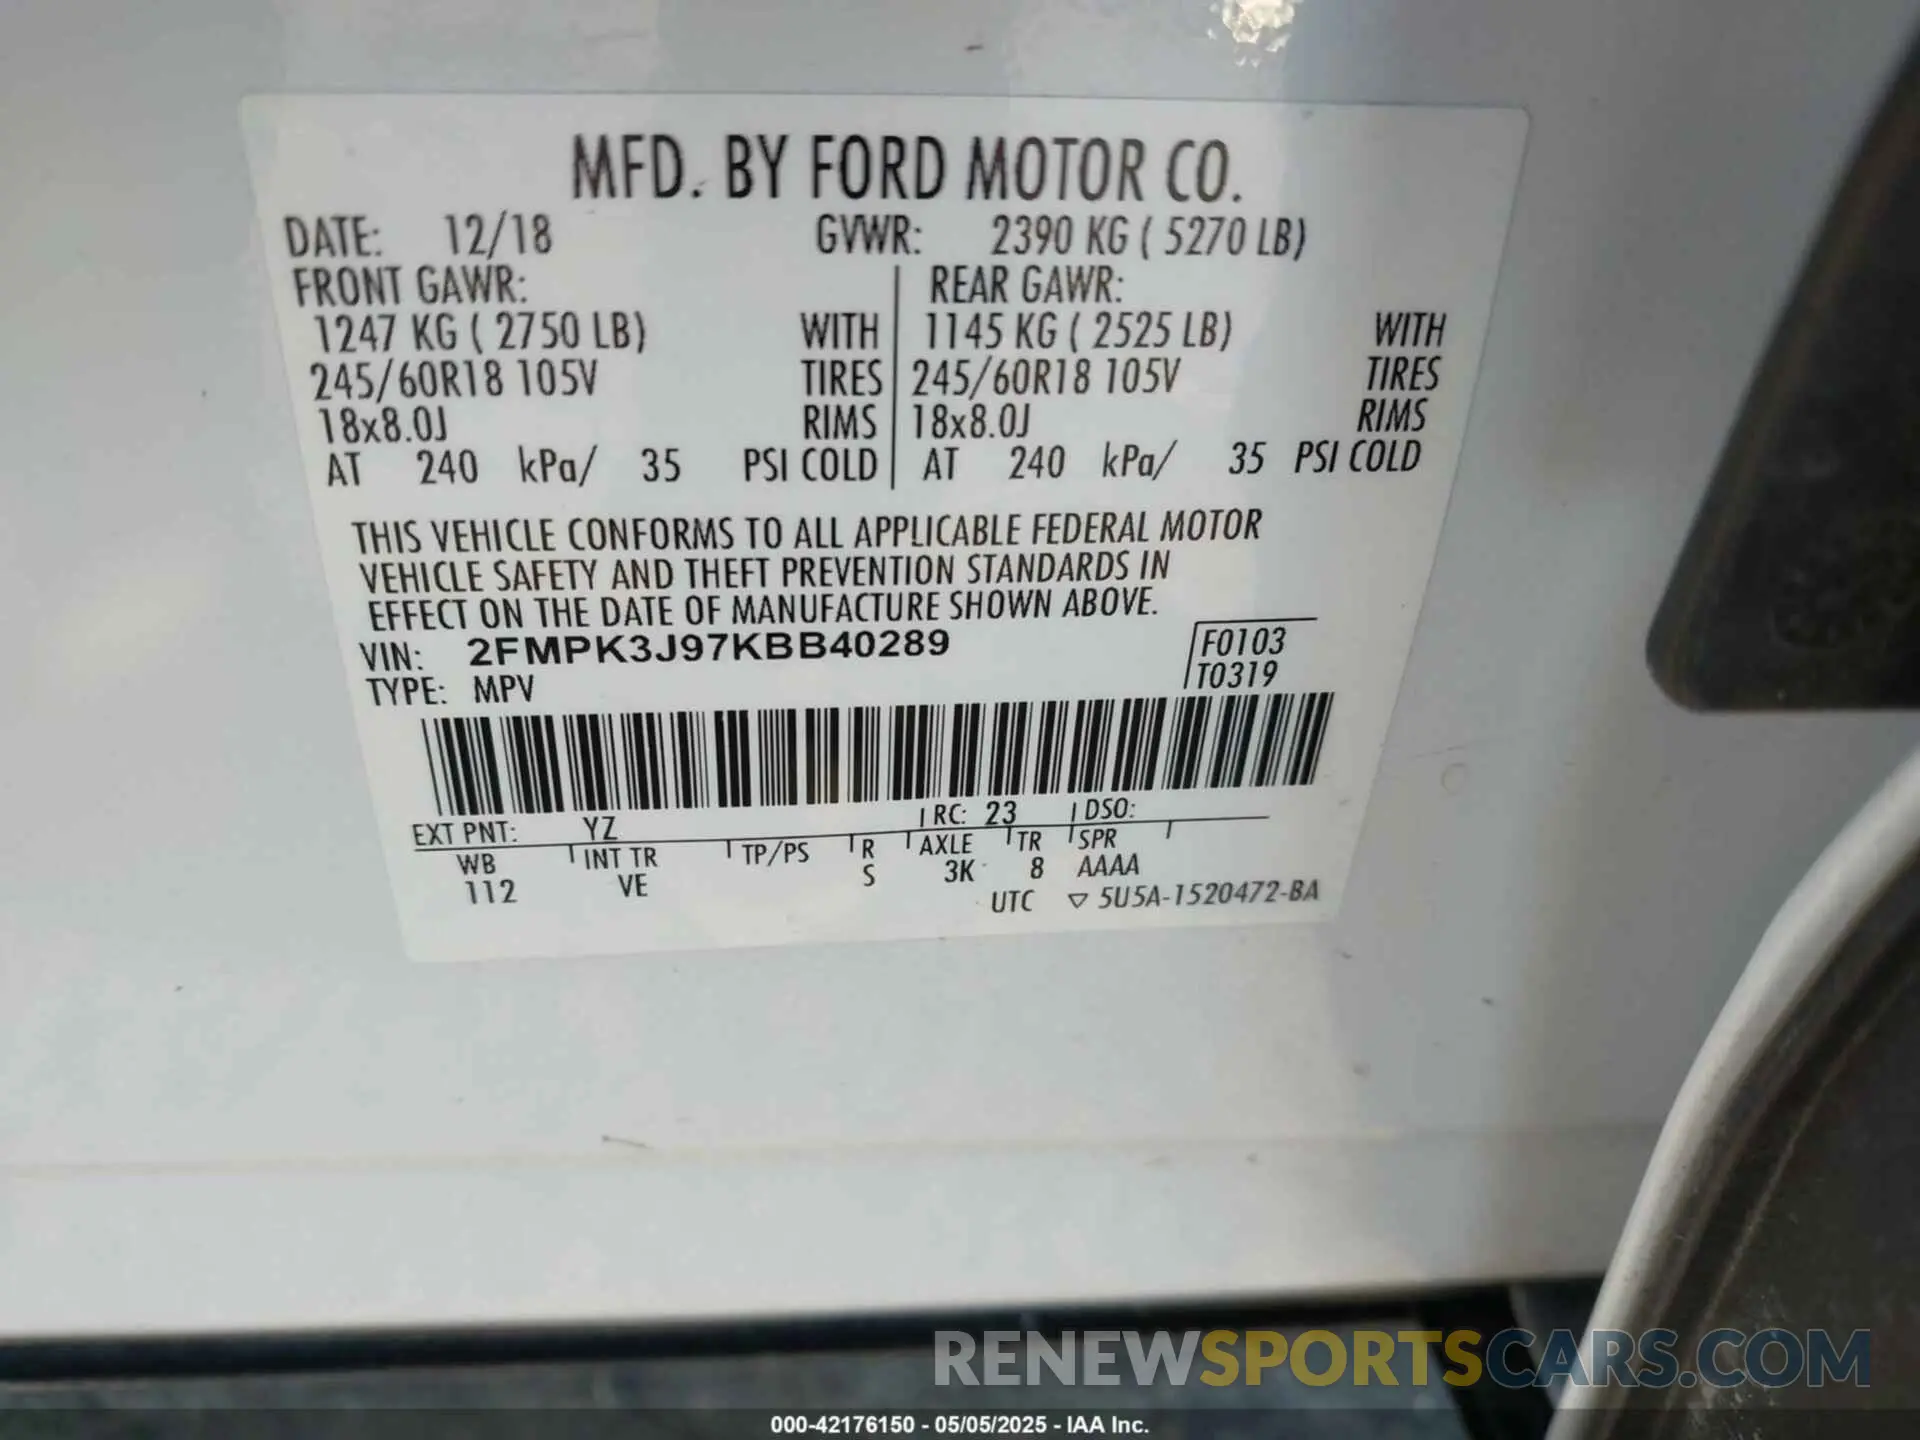 MFD. BY FORD MOTOR CO.
DATE: 12/18 GVWR: 2390 KG ( 5270 LB)
FRONT GAWR: REAR GAWR:
1247 KG ( 2750 LB) WITH 1145 KG ( 2525 LB) WITH
245/60R18 105V TIRES 245/60R18 105V TIRES
18x8.0J RIMS 18x8.0J RIMS
AT 240 kPa/ 35 PSI COLD AT 240 kPa/ 35 PSI COLD
THIS VEHICLE CONFORMS TO ALL APPLICABLE FEDERAL MOTOR
VEHICLE SAFETY AND THEFT PREVENTION STANDARDS IN
EFFECT ON THE DATE OF MANUFACTURE SHOWN ABOVE.
VIN: 2FMPK3J97KBB40289 F0103
TYPE: MPV T0319
EXT PNT: YZ RC: 23 DSO:
WB INT TR TP/PS R AXLE TR SPR
112 VE S 3K 8 AAAA
UTC ▽ 5U5A-1520472-BA
RENEWSPORTSCARS.COM
000-42176150 - 05/05/2025 - IAA Inc.